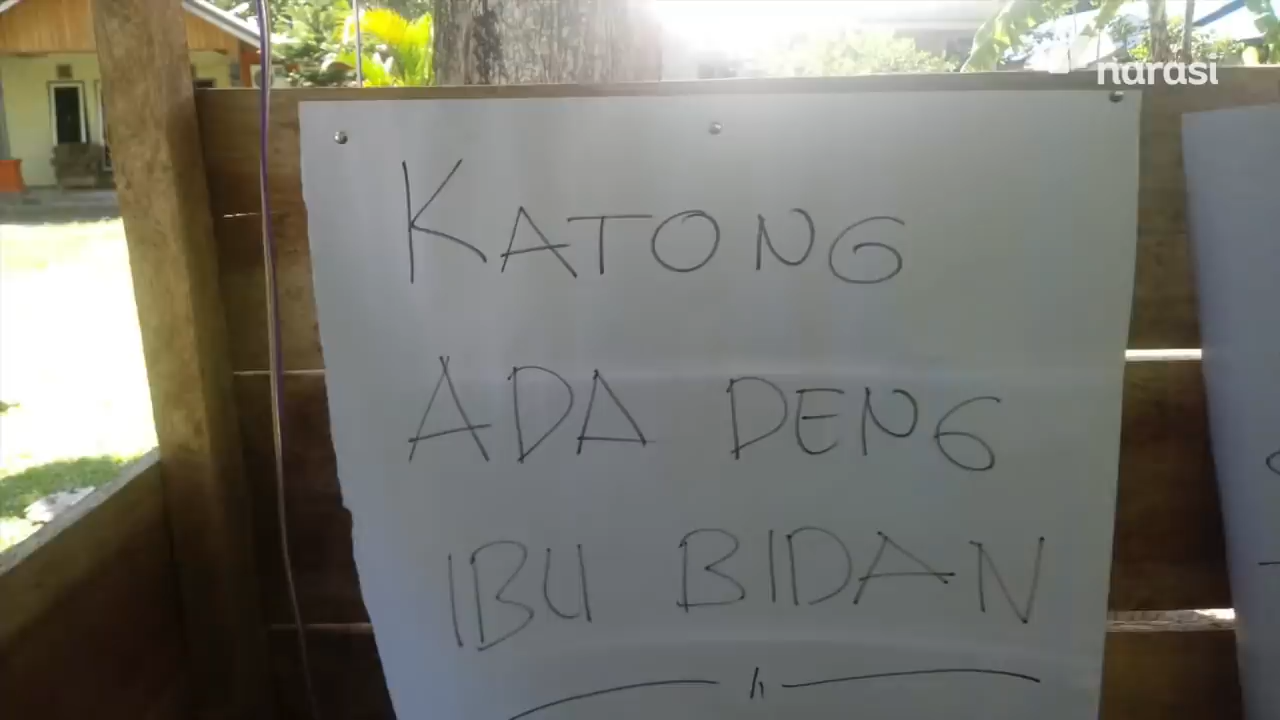 narasi
KATONG
ADA DENG
IBU BIDAN